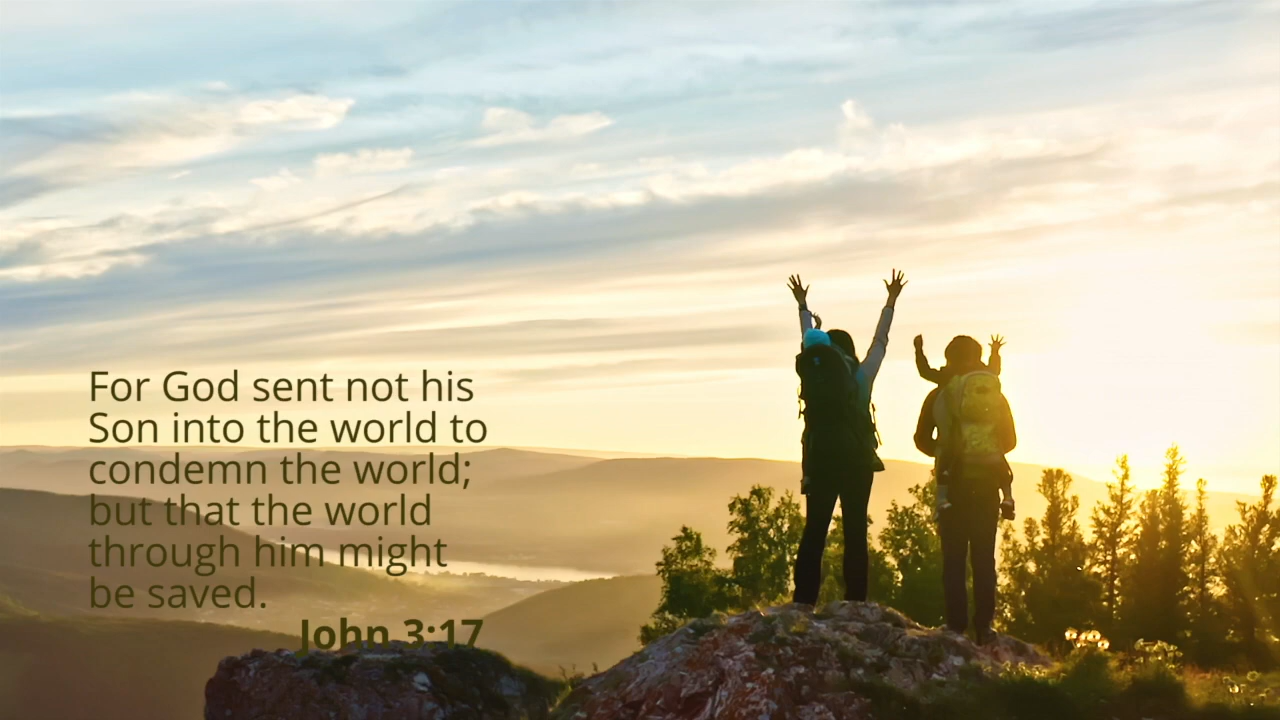 For God sent not his
Son into the world to
condemn the world;
but that the world
through him might
be saved.
John 3:17